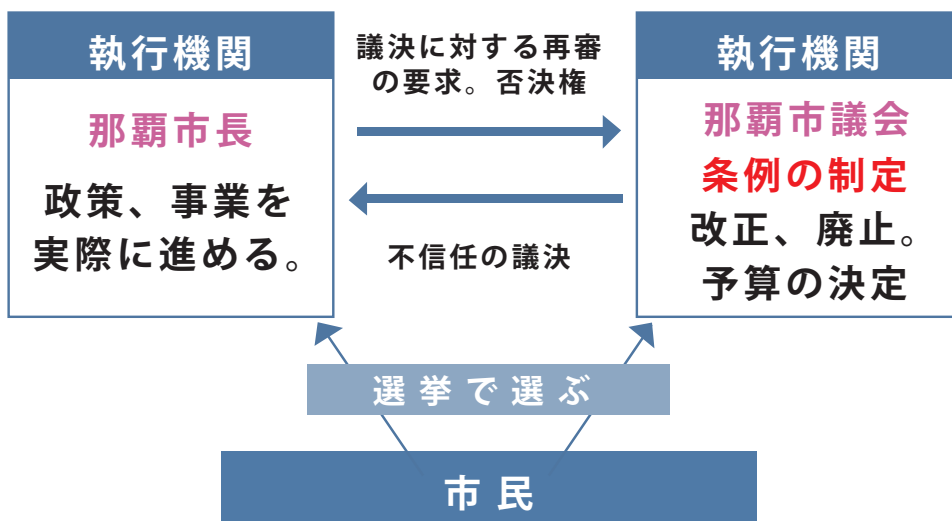 執行機関
那覇市長
政策、事業を
実際に進める。
議決に対する再審
の要求。否決権
不信任の議決
執行機関
那覇市議会
条例の制定
改正、廃止。
予算の決定
選挙で選ぶ
市民